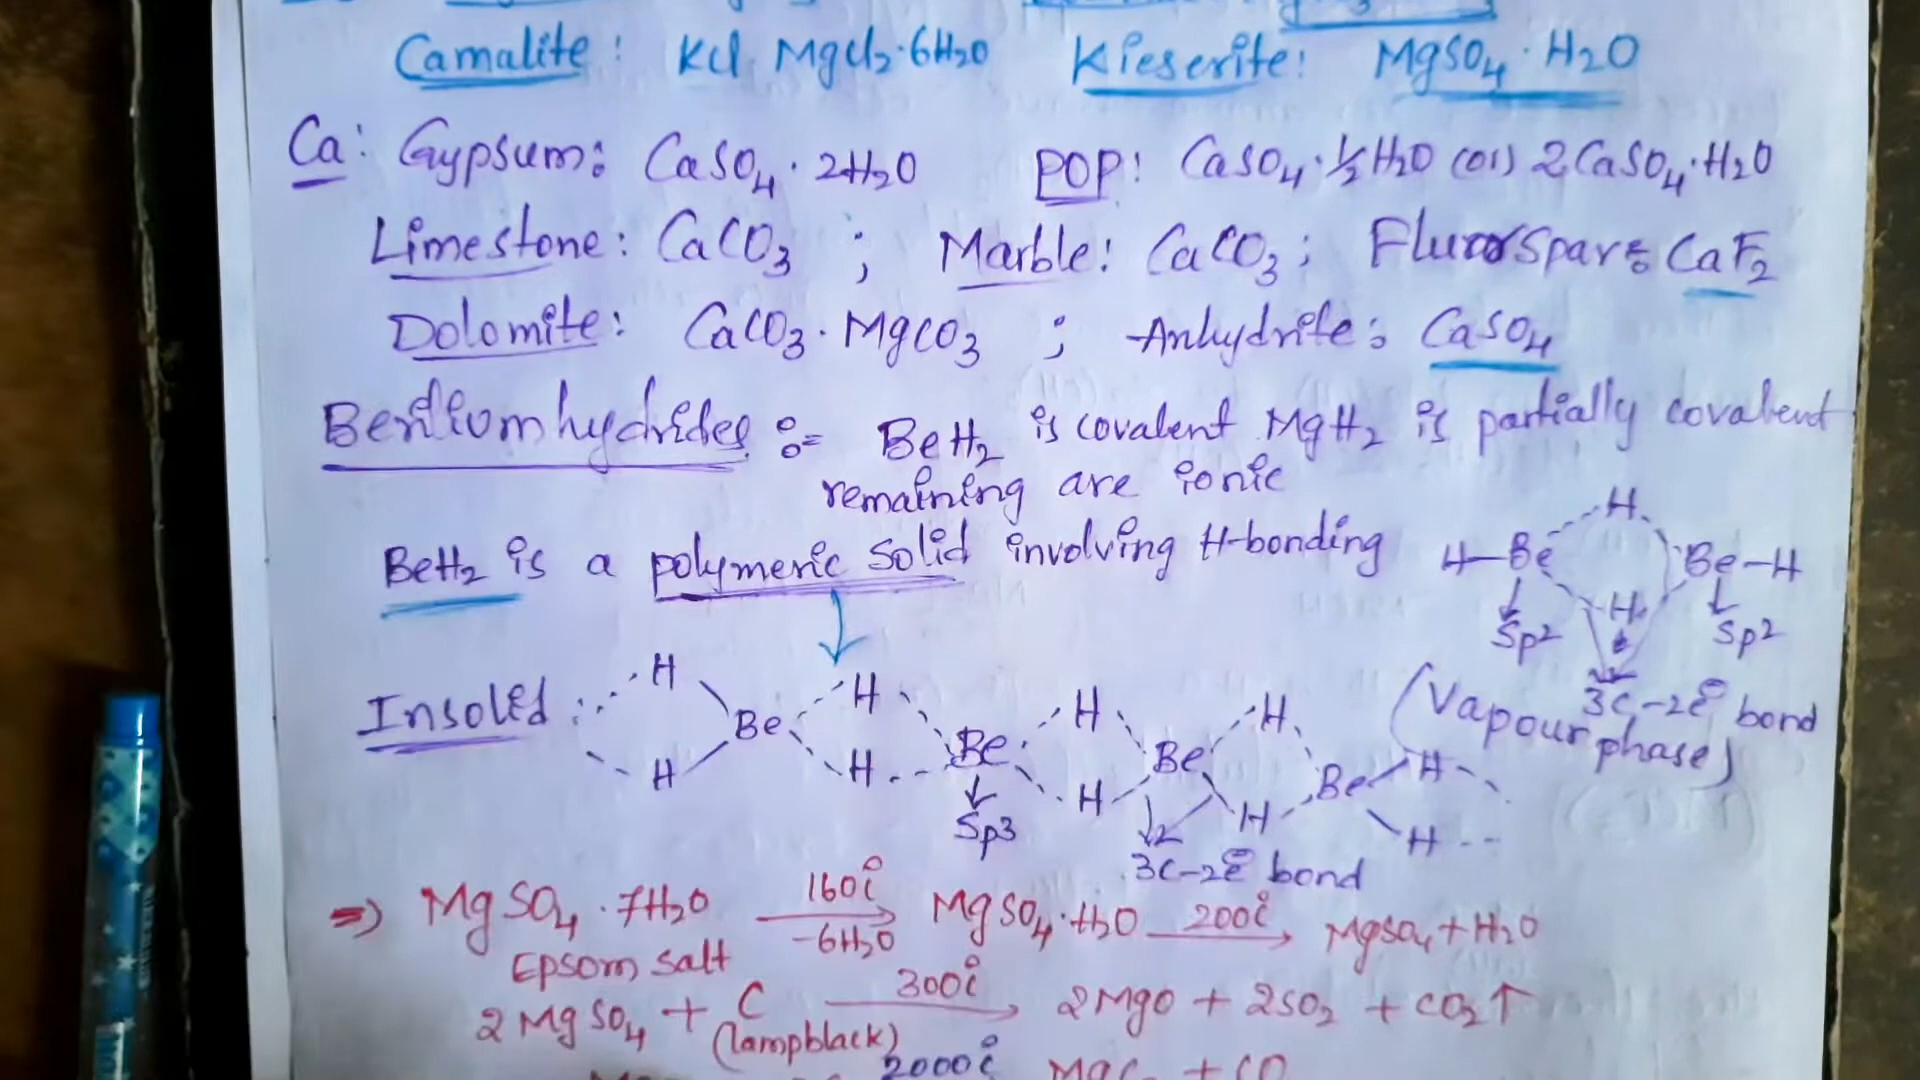 Camalite : KCl MgCl2·6H2O Kieserite: MgSO4·H2O
Ca: Gypsum: CaSO4·2H2O POP: CaSO4·½H2O (or) 2CaSO4·H2O
Limestone: CaCO3 ; Marble: CaCO3; Fluorspar: CaF2
Dolomite: CaCO3·MgCO3 ; Anhydrite: CaSO4
Berilium hydrides := BeH2 is covalent MgH2 is partially covalent
remaining are ionic
BeH2 is a polymeric solid involving H-bonding
H
H-Be Be-H
H
sp2 sp2
3c-2e⁻ bond
(Vapour phase)
Insolid
H H H H H
Be Be Be Be
H H H H H
sp3
3c-2e⁻ bond
⇒) MgSO4·7H2O 160°C -6H2O MgSO4·H2O 200°C MgSO4+H2O
Epsom salt
2MgSO4 + C 300°C 2MgO + 2SO2 + CO2↑
(lampblack)
2000°C + CO